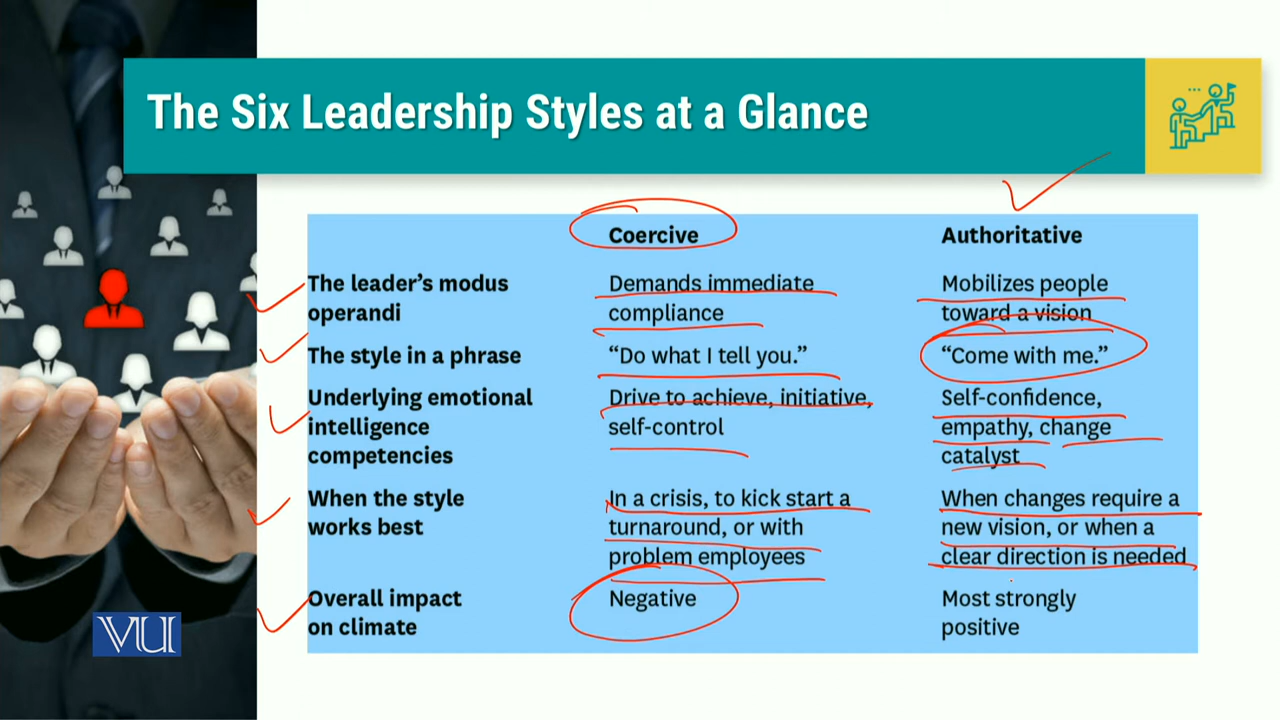 The Six Leadership Styles at a Glance
Coercive
Authoritative
The leader's modus
operandi
Demands immediate
compliance
Mobilizes people
toward a vision
The style in a phrase
“Do what I tell you.”
“Come with me.”
Underlying emotional
intelligence
competencies
Drive to achieve, initiative,
self-control
Self-confidence,
empathy, change
catalyst
When the style
works best
In a crisis, to kick start a
turnaround, or with
problem employees
When changes require a
new vision, or when a
clear direction is needed
Overall impact
on climate
Negative
Most strongly
positive
VU